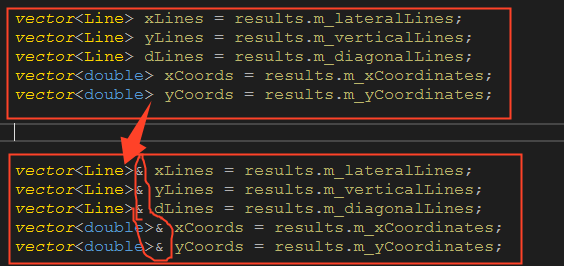 vector<Line> xLines = results.m_lateralLines;
vector<Line> yLines = results.m_verticalLines;
vector<Line> dLines = results.m_diagonalLines;
vector<double> xCoords = results.m_xCoordinates;
vector<double> yCoords = results.m_yCoordinates;
vector<Line>& xLines = results.m_lateralLines;
vector<Line>& yLines = results.m_verticalLines;
vector<Line>& dLines = results.m_diagonalLines;
vector<double>& xCoords = results.m_xCoordinates;
vector<double>& yCoords = results.m_yCoordinates;